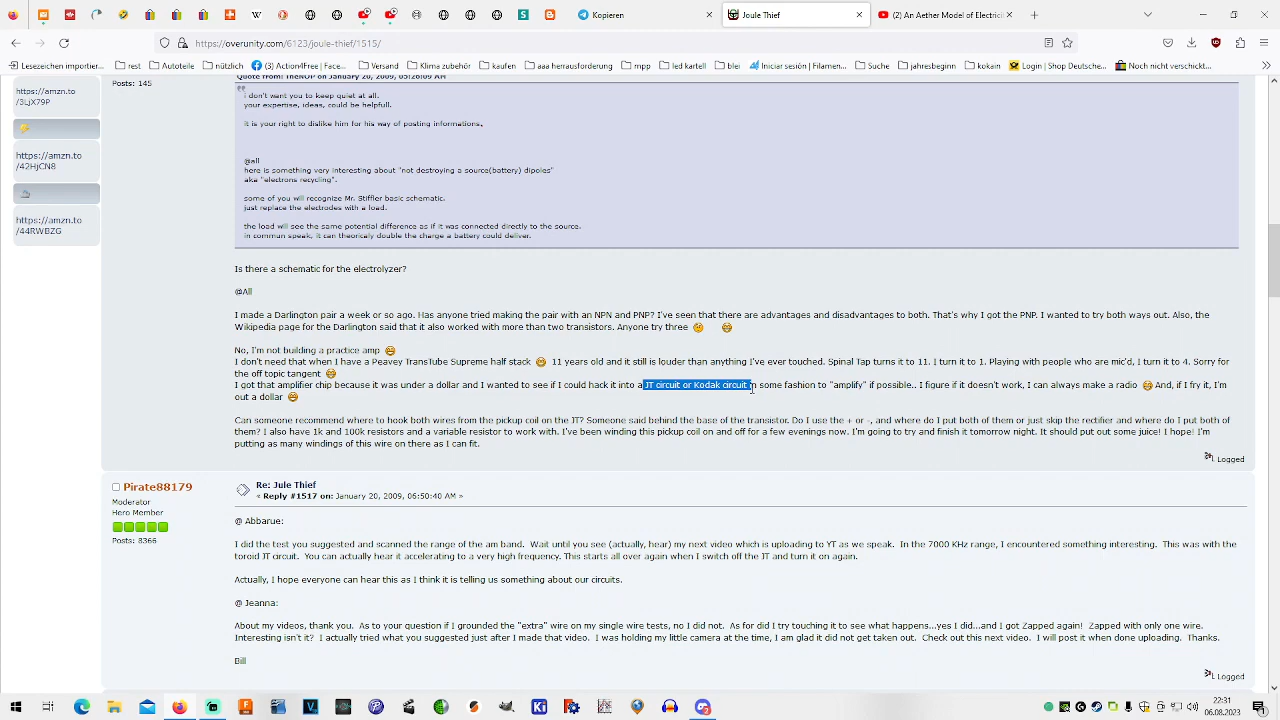 Kopieren
Joule Thief
(2) An Aether Model of Electricit
https://overunity.com/6123/joule-thief/1515/
Lesezeichen importier...
rest
Autoteile
nützlich
(3) Action4Free | Face...
Versand
Klima zubehör
kaufen
aaa herrausforderung
mpp
led kartell
blei
Iniciar sesión / Filamen...
Suche
jahresbeginn
kokain
Login | Shop Deutsche...
Noch nicht verschickt...
https://amzn.to
/3LjX79P
https://amzn.to
/42HjCN8
https://amzn.to
/44RWBZG
Posts: 145
Quote from: TheNOP on January 20, 2009, 05:26:09 AM
i don't want you to keep quiet at all.
your expertise, ideas, could be helpfull.
it is your right to dislike him for his way of posting informations.
@all
here is something very interesting about "not destroying a source(battery) dipoles"
aka "electrons recycling".
some of you will recognize Mr. Stiffler basic schematic.
just replace the electrodes with a load.
the load will see the same potential difference as if it was connected directly to the source.
in commun speak, it can theoricaly double the charge a battery could deliver.
Is there a schematic for the electrolyzer?
@All
I made a Darlington pair a week or so ago. Has anyone tried making the pair with an NPN and PNP? I've seen that there are advantages and disadvantages to both. That's why I got the PNP. I wanted to try both ways out. Also, the
Wikipedia page for the Darlington said that it also worked with more than two transistors. Anyone try three
No, I'm not building a practice amp
I don't need that when I have a Peavey TransTube Supreme half stack 11 years old and it still is louder than anything I've ever touched. Spinal Tap turns it to 11. I turn it to 1. Playing with people who are mic'd, I turn it to 4. Sorry for
the off topic tangent
I got that amplifier chip because it was under a dollar and I wanted to see if I could hack it into a JT circuit or Kodak circuit in some fashion to "amplify" if possible.. I figure if it doesn't work, I can always make a radio And, if I fry it, I'm
out a dollar
Can someone recommend where to hook both wires from the pickup coil on the JT? Someone said behind the base of the transistor. Do I use the + or -, and where do I put both of them or just skip the rectifier and where do I put both of
them? I also have 1k and 100k resistors and a variable resistor to work with. I've been winding this pickup coil on and off for a few evenings now. I'm going to try and finish it tomorrow night. It should put out some juice! I hope! I'm
putting as many windings of this wire on there as I can fit.
Logged
Pirate88179
Moderator
Hero Member
Posts: 8366
Re: Jule Thief
« Reply #1517 on: January 20, 2009, 06:50:40 AM »
@ Abbarue:
I did the test you suggested and scanned the range of the am band. Wait until you see (actually, hear) my next video which is uploading to YT as we speak. In the 7000 KHz range, I encountered something interesting. This was with the
toroid JT circuit. You can actually hear it accelerating to a very high frequency. This starts all over again when I switch off the JT and turn it on again.
Actually, I hope everyone can hear this as I think it is telling us something about our circuits.
@ Jeanna:
About my videos, thank you. As to your question if I grounded the "extra" wire on my single wire tests, no I did not. As for did I try touching it to see what happens...yes I did...and I got Zapped again! Zapped with only one wire.
Interesting isn't it? I actually tried what you suggested just after I made that video. I was holding my little camera at the time, I am glad it did not get taken out. Check out this next video. I will post it when done uploading. Thanks.
Bill
Logged
22:31
06.08.2023